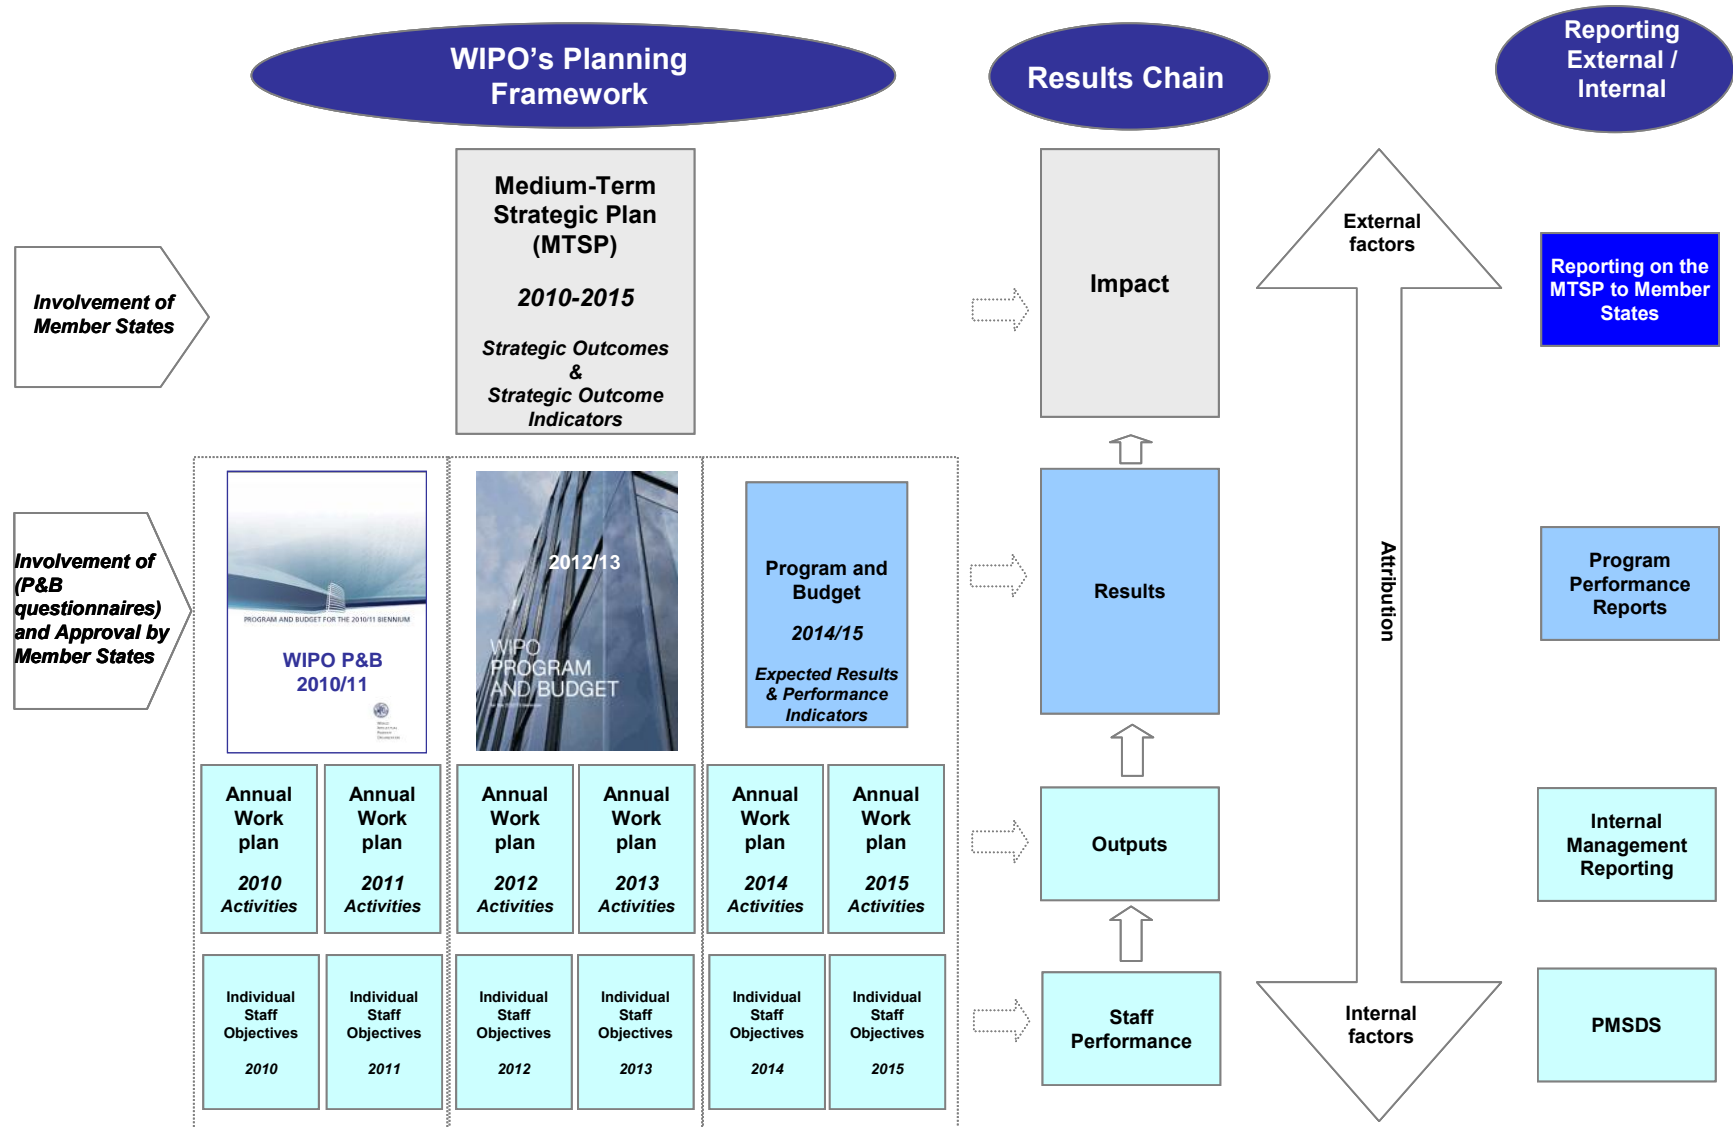 WIPO's Planning
Framework
Results Chain
Reporting
External /
Internal
Medium-Term
Strategic Plan
(MTSP)
2010-2015
Strategic Outcomes
&
Strategic Outcome
Indicators
Involvement of
Member States
Impact
External
factors
Reporting on the
MTSP to Member
States
Involvement of
(P&B
questionnaires)
and Approval by
Member States
PROGRAM AND BUDGET FOR THE 2010/11 BIENNIUM
WIPO P&B
2010/11
2012/13
WIPO
PROGRAM
AND BUDGET
Program and
Budget
2014/15
Expected Results
& Performance
Indicators
Results
Attribution
Program
Performance
Reports
Annual
Work
plan
2010
Activities
Annual
Work
plan
2011
Activities
Annual
Work
plan
2012
Activities
Annual
Work
plan
2013
Activities
Annual
Work
plan
2014
Activities
Annual
Work
plan
2015
Activities
Outputs
Internal
Management
Reporting
Individual
Staff
Objectives
2010
Individual
Staff
Objectives
2011
Individual
Staff
Objectives
2012
Individual
Staff
Objectives
2013
Individual
Staff
Objectives
2014
Individual
Staff
Objectives
2015
Staff
Performance
Internal
factors
PMSDS